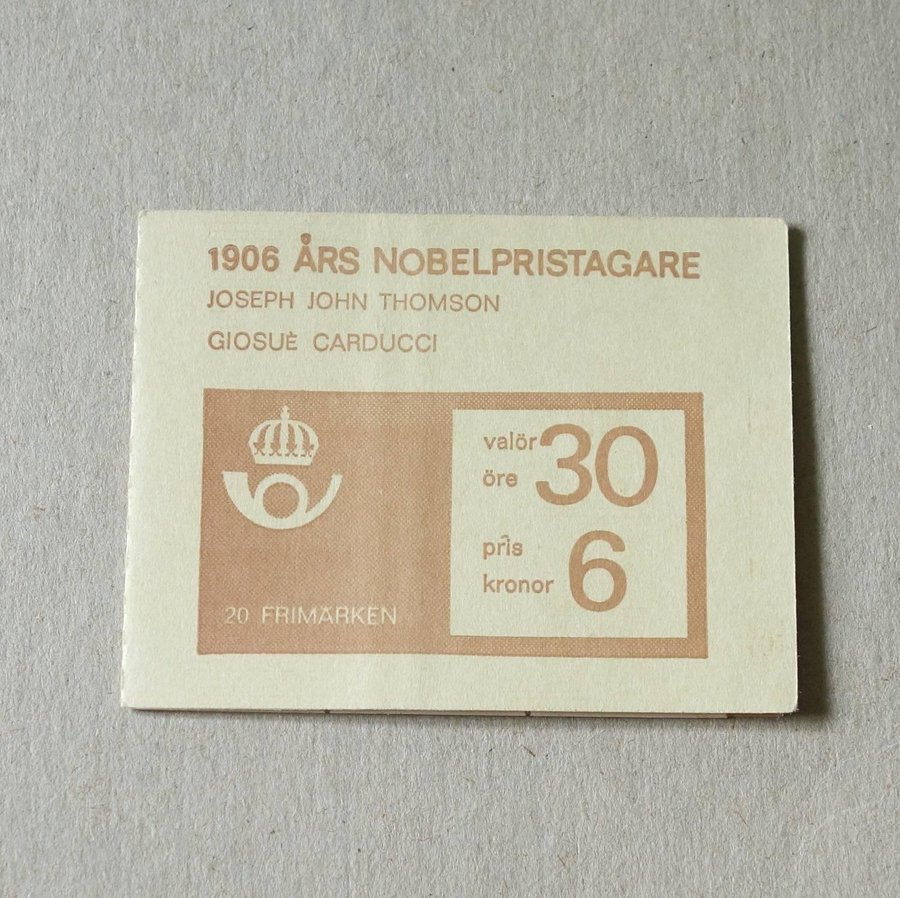 1906 ÅRS NOBELPRISTAGARE
JOSEPH JOHN THOMSON
GIOSUÈ CARDUCCI
valör
öre 30
pris
kronor 6
20 FRIMÄRKEN